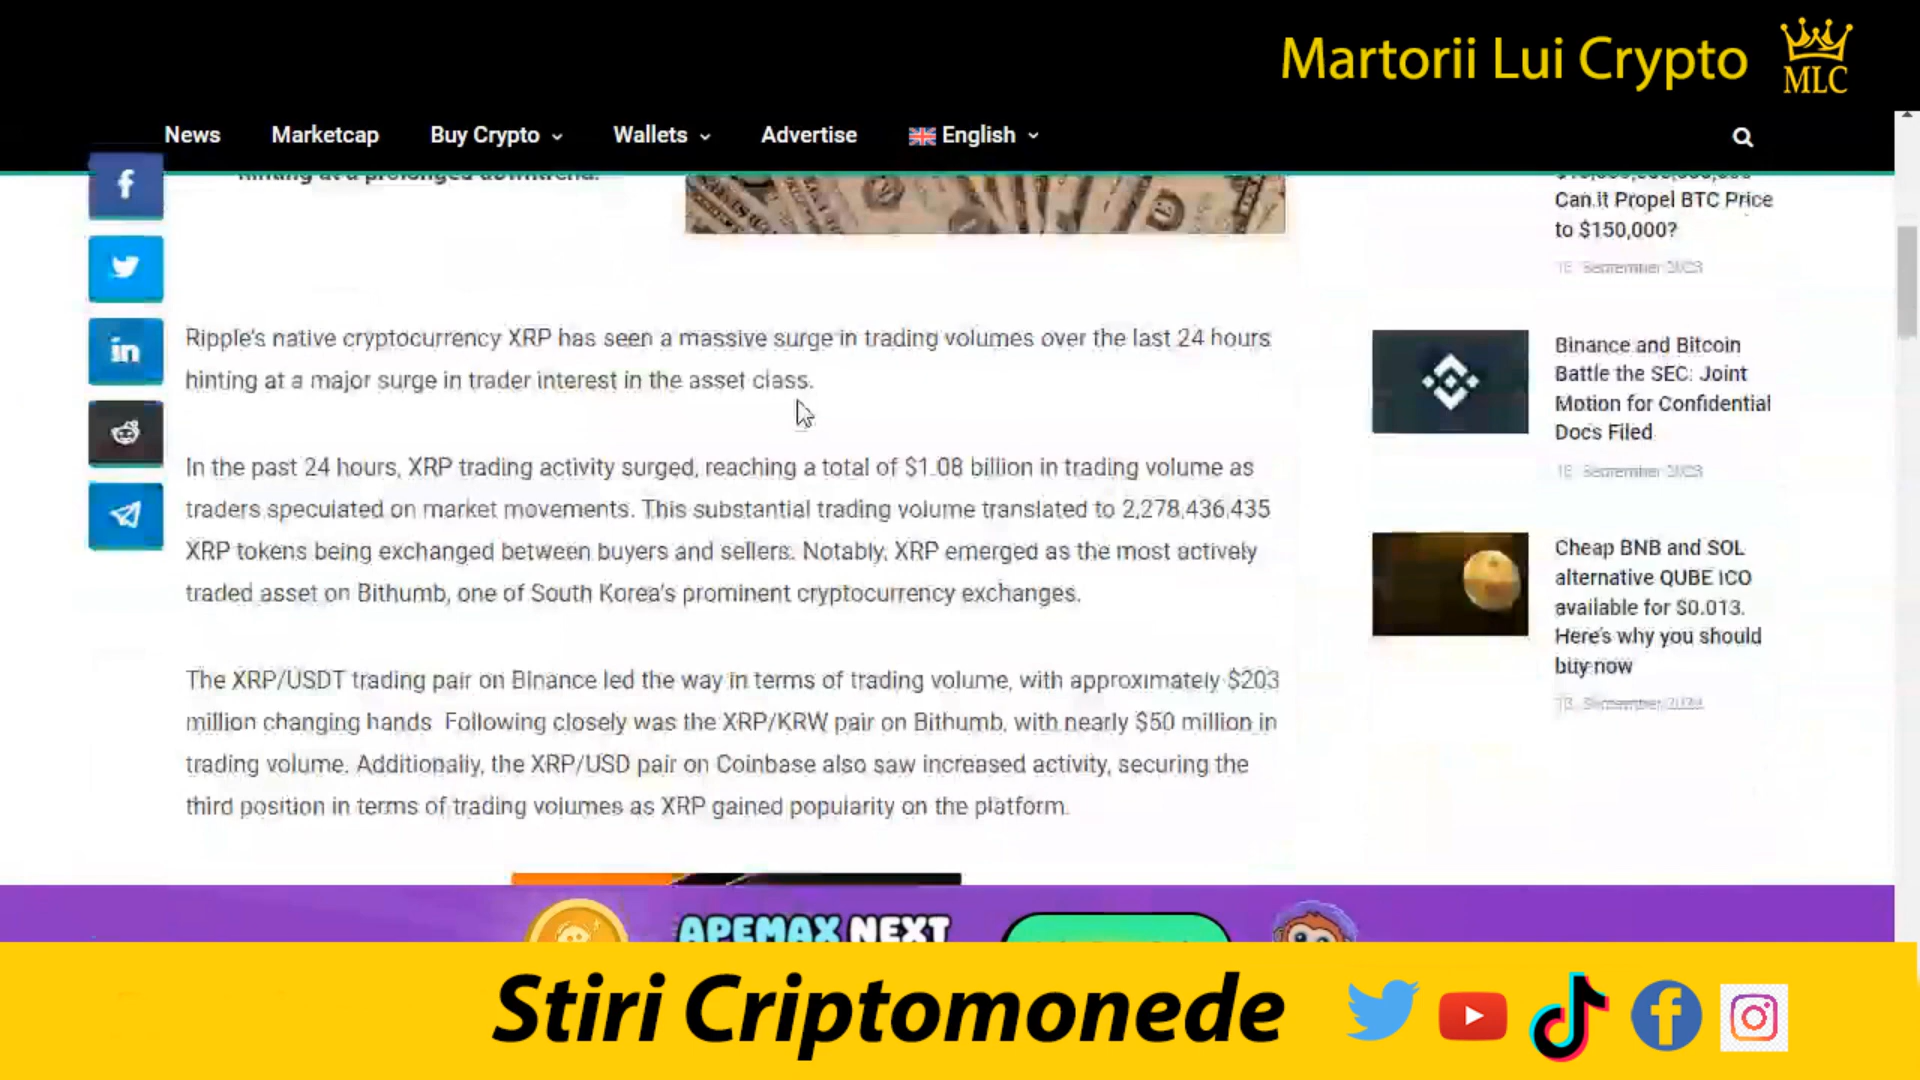 Martorii Lui Crypto
MLC
News Marketcap Buy Crypto Wallets Advertise English
hinting at a prolonged downtrend.
Can it Propel BTC Price
to $150,000?
September 2023
Ripple's native cryptocurrency XRP has seen a massive surge in trading volumes over the last 24 hours
hinting at a major surge in trader interest in the asset class.
In the past 24 hours, XRP trading activity surged, reaching a total of $1.08 billion in trading volume as
traders speculated on market movements. This substantial trading volume translated to 2,278,436,435
XRP tokens being exchanged between buyers and sellers. Notably, XRP emerged as the most actively
traded asset on Bithumb, one of South Korea's prominent cryptocurrency exchanges.
The XRP/USDT trading pair on Binance led the way in terms of trading volume, with approximately $203
million changing hands. Following closely was the XRP/KRW pair on Bithumb, with nearly $50 million in
trading volume. Additionally, the XRP/USD pair on Coinbase also saw increased activity, securing the
third position in terms of trading volumes as XRP gained popularity on the platform.
Binance and Bitcoin
Battle the SEC: Joint
Motion for Confidential
Docs Filed
September 2023
Cheap BNB and SOL
alternative QUBE ICO
available for $0.013.
Here's why you should
buy now
September
APEMAX NEXT
Stiri Criptomonede